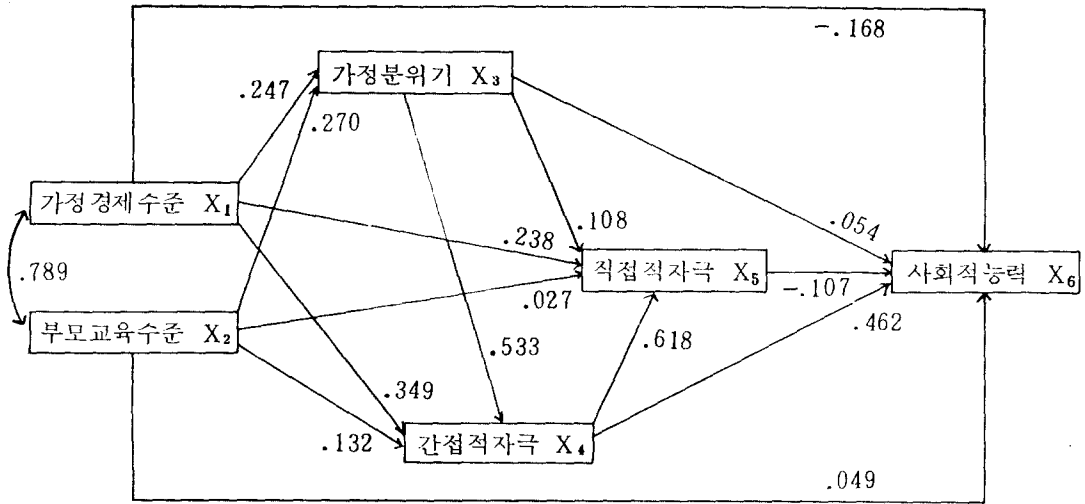 -.168
가정분위기 X₃
.247
.270
가정경제수준 X₁
.108
.054
.238
직접적자극 X₅
사회적능력 X₆
.789
-.107
.027
부모교육수준 X₂
.462
.533
.618
.349
.132
간접적자극 X₄
.049